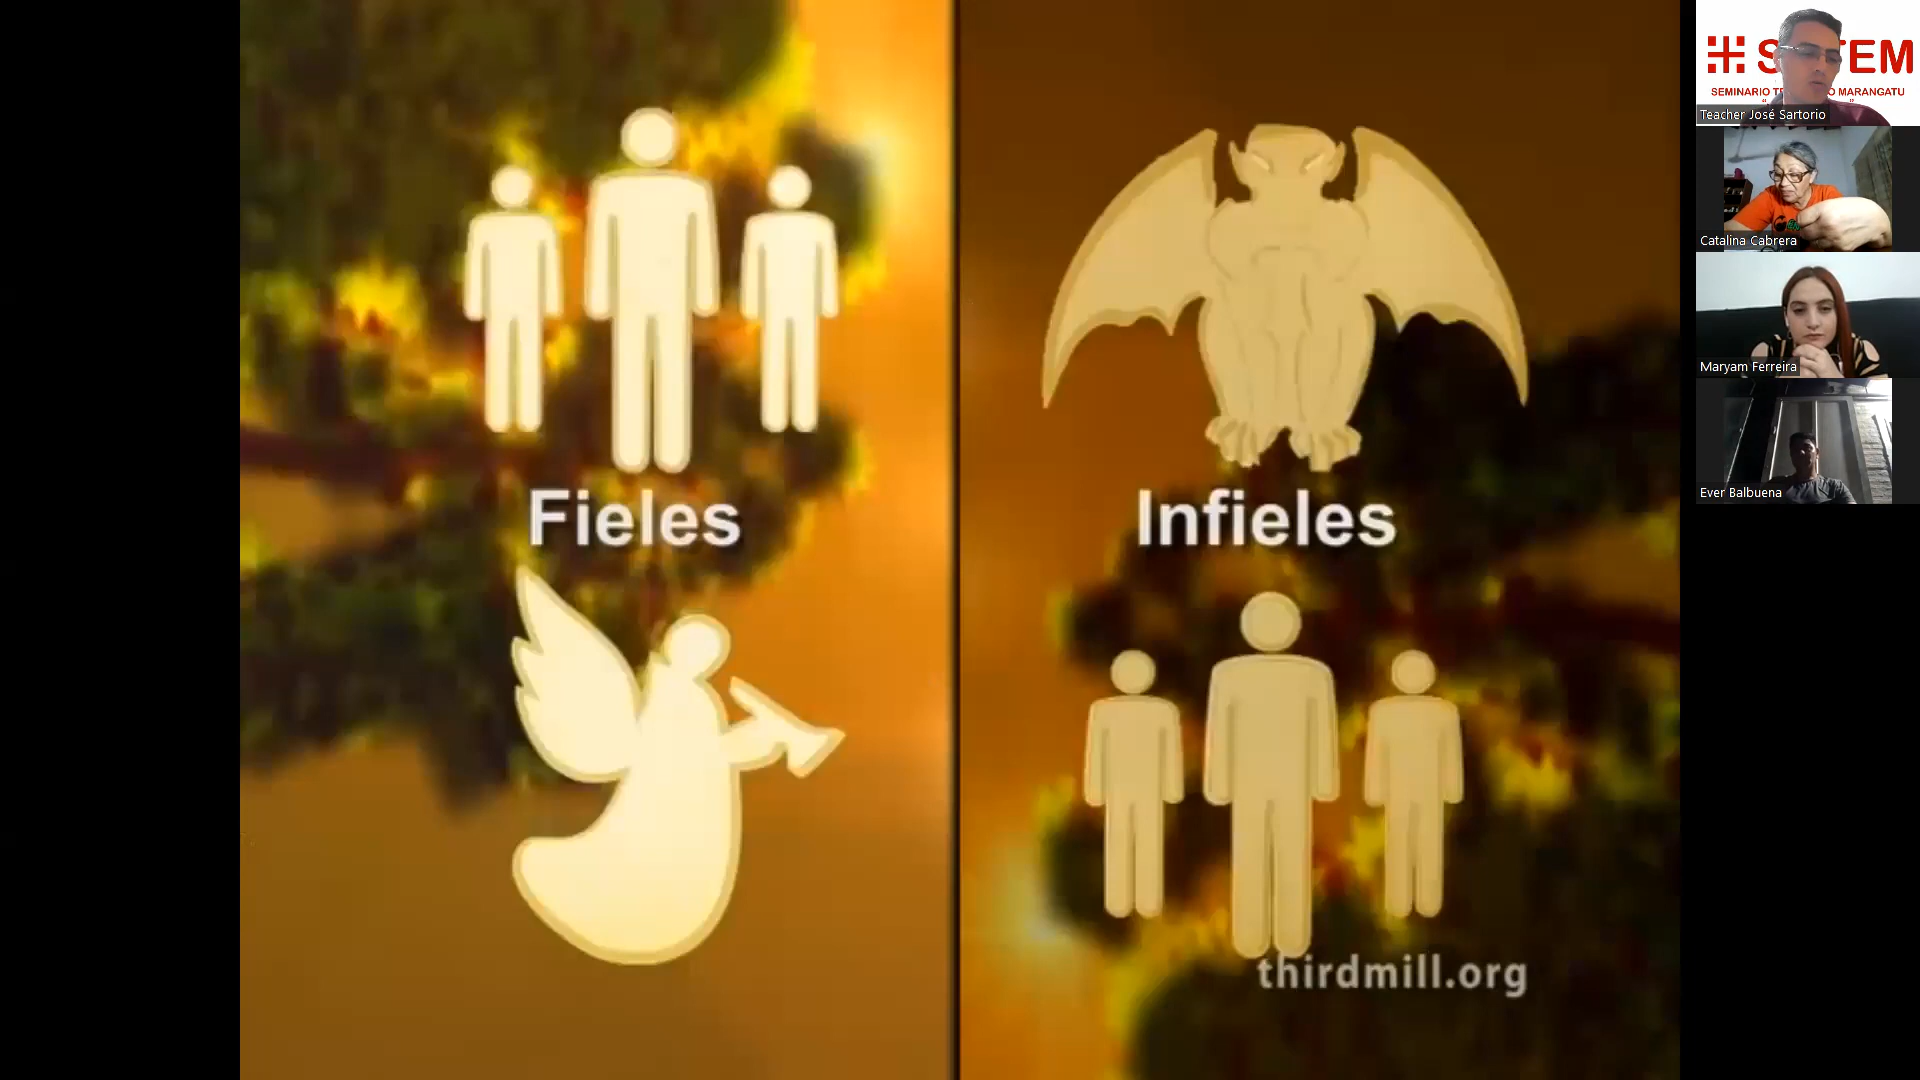 Fieles
Infieles
thirdmill.org
SEMINARIO
MARANGATU
Teacher José Sartorio
Catalina Cabrera
Maryam Ferreira
Ever Balbuena